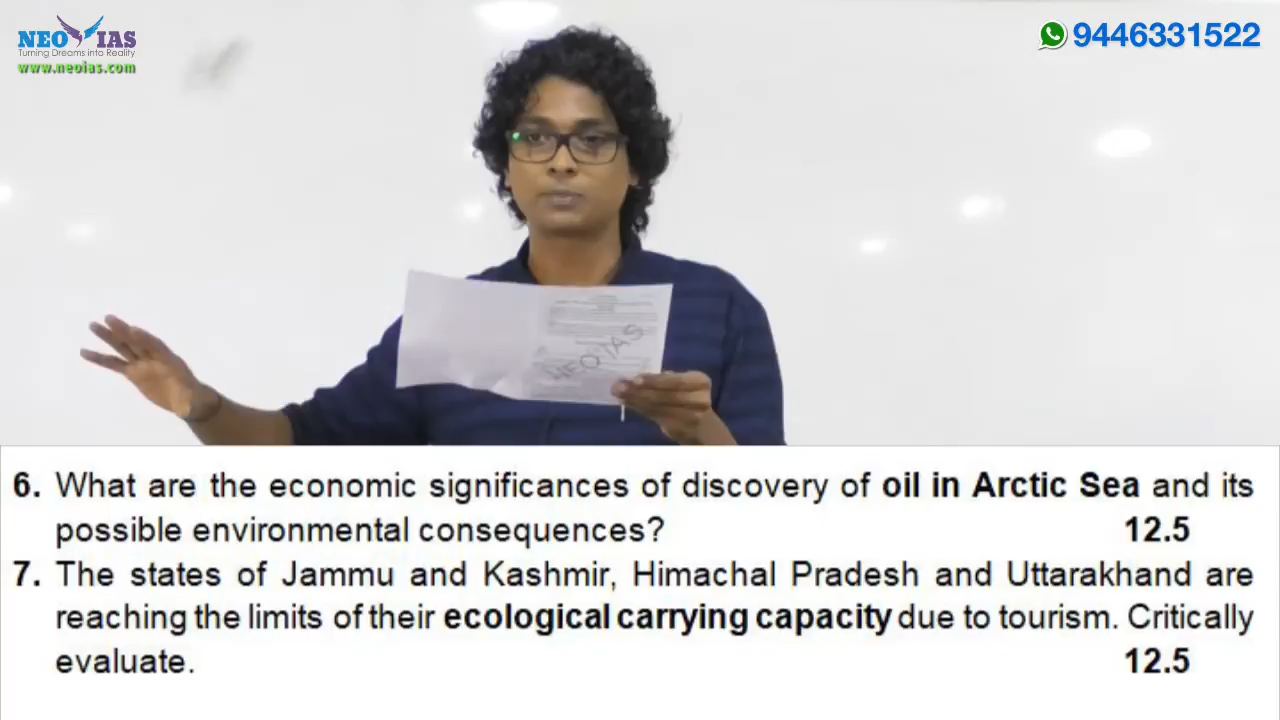 NEO IAS
Turning Dreams into Reality
www.neoias.com
9446331522
NEO IAS
6. What are the economic significances of discovery of oil in Arctic Sea and its
possible environmental consequences? 12.5
7. The states of Jammu and Kashmir, Himachal Pradesh and Uttarakhand are
reaching the limits of their ecological carrying capacity due to tourism. Critically
evaluate. 12.5